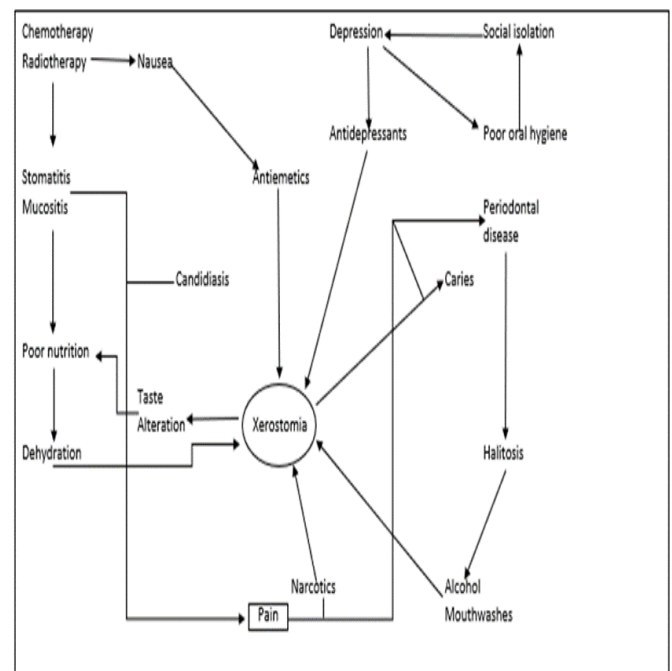 Chemotherapy
Radiotherapy
Nausea
Depression
Social isolation
Antidepressants
Poor oral hygiene
Stomatitis
Mucositis
Antiemetics
Periodontal
disease
Candidiasis
Caries
Poor nutrition
Taste
Alteration
Xerostomia
Dehydration
Halitosis
Narcotics
Pain
Alcohol
Mouthwashes